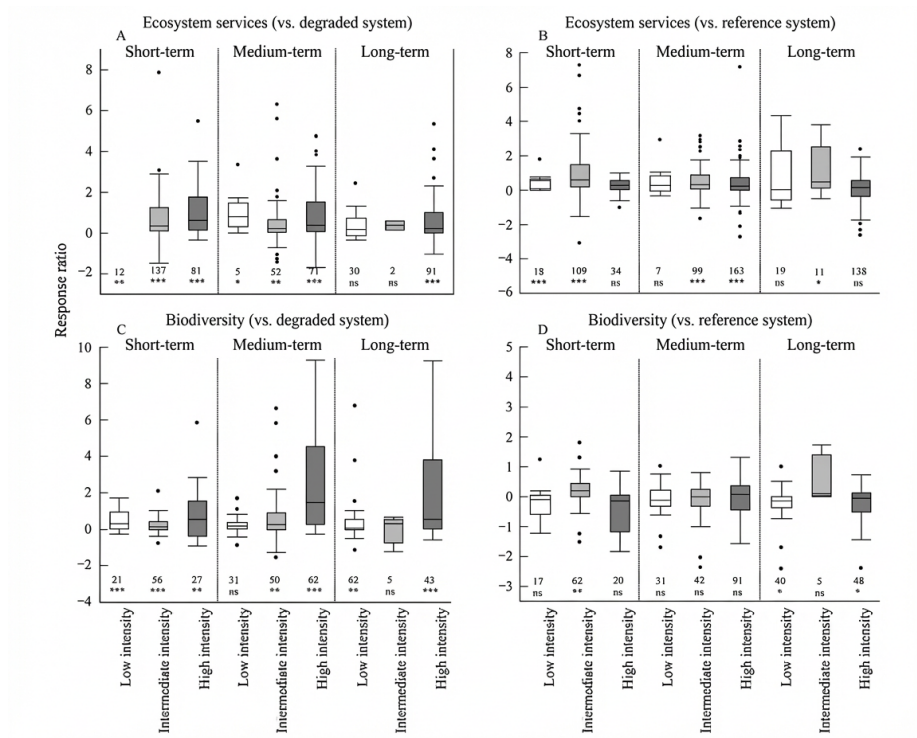 Ecosystem services (vs. degraded system)
A
Short-term Medium-term Long-term
8
6
4
2
0
−2
12 137 81 5 52 71 30 2 91
** *** *** * ** *** ns ns ***
Ecosystem services (vs. reference system)
B
Short-term Medium-term Long-term
8
6
4
2
0
−2
−4
−6
18 109 34 7 99 163 19 11 138
*** *** ns ns *** *** ns * ns
Response ratio
Biodiversity (vs. degraded system)
C
Short-term Medium-term Long-term
10
8
6
4
2
0
−2
−4
21 56 27 31 50 62 62 5 43
*** *** ** ns ** *** ** ns ***
Low intensity
Intermodiate intensity
High intensity
Low intensity
Iniermodiate intensity
High intensity
Low intensity
Intermediate intensity
High intensity
Biodiversity (vs. reference system)
D
Short-term Medium-term Long-term
5
4
3
2
1
0
−1
−2
−3
17 62 20 31 42 91 40 5 48
ns ** ns ns ns ns * ns *
Low intensity
Intermediate intensity
High intensity
Low intensity
Intermediate intensity
High intensity
Low intensity
Intermediate intensity
High intensity